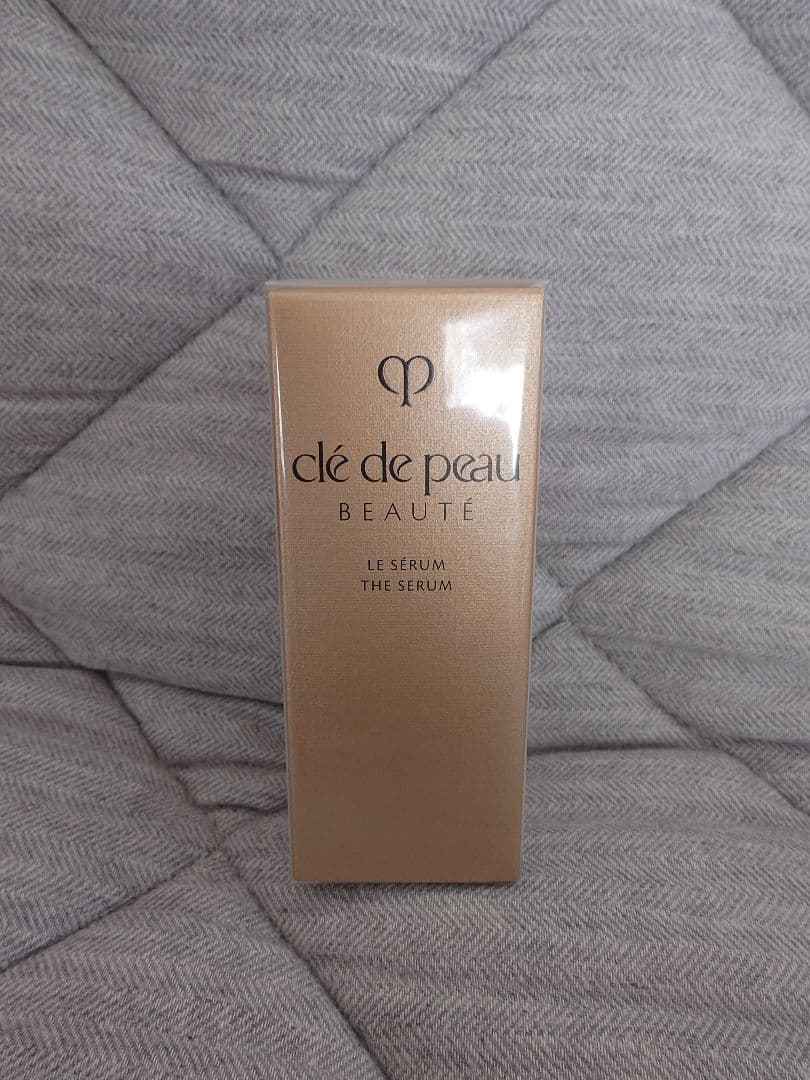 clé de peau
BEAUTÉ
LE SÉRUM
THE SERUM